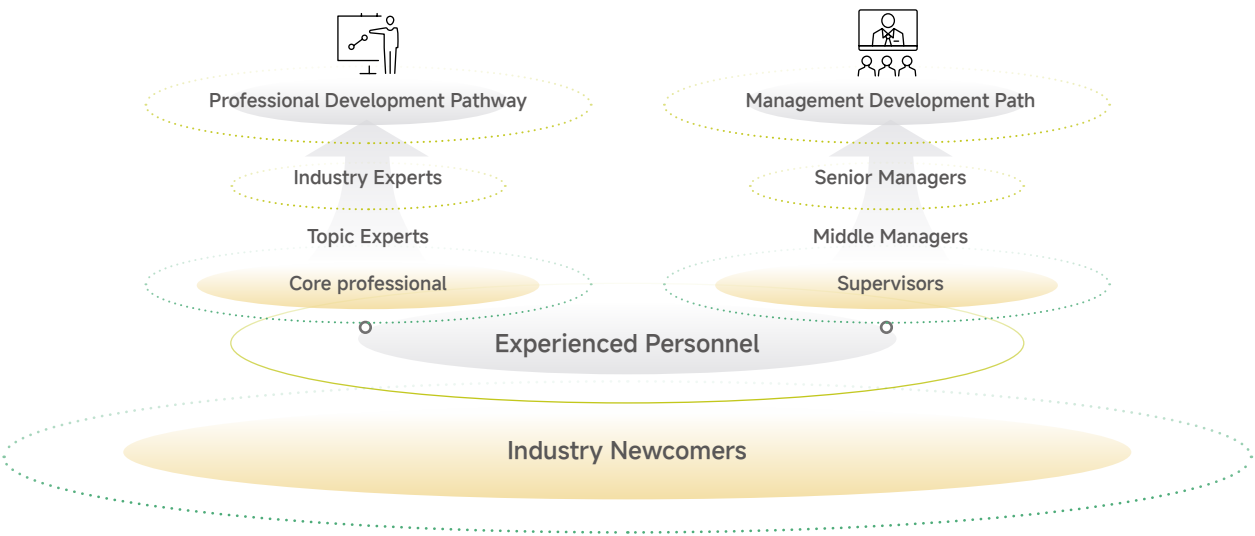 Professional Development Pathway
Management Development Path
Industry Experts
Senior Managers
Topic Experts
Middle Managers
Core professional
Supervisors
Experienced Personnel
Industry Newcomers